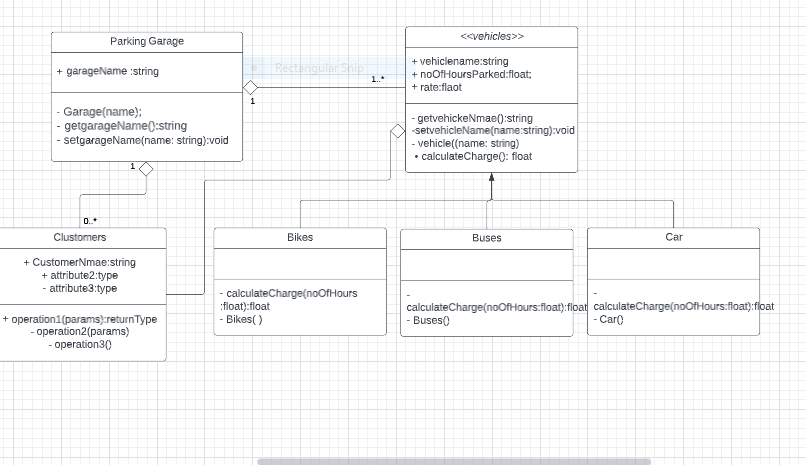 Parking Garage
+ garageName :string
- Garage(name);
- getgarageName():string
- setgarageName(name: string):void
Rectangular Snip
1..*
1
<<vehicles>>
+ vehiclename:string
+ noOfHoursParked:float;
+ rate:flaot
- getvehickeNmae():string
-setvehicleName(name:string):void
- vehicle((name: string)
• calculateCharge(): float
1
0..*
Clustomers
+ CustomerNmae:string
+ attribute2:type
- attribute3:type
+ operation1(params):returnType
- operation2(params)
- operation3()
Bikes
- calculateCharge(noOfHours
:float):float
- Bikes( )
Buses
-
calculateCharge(noOfHours:float):float
- Buses()
Car
-
calculateCharge(noOfHours:float):float
- Car()